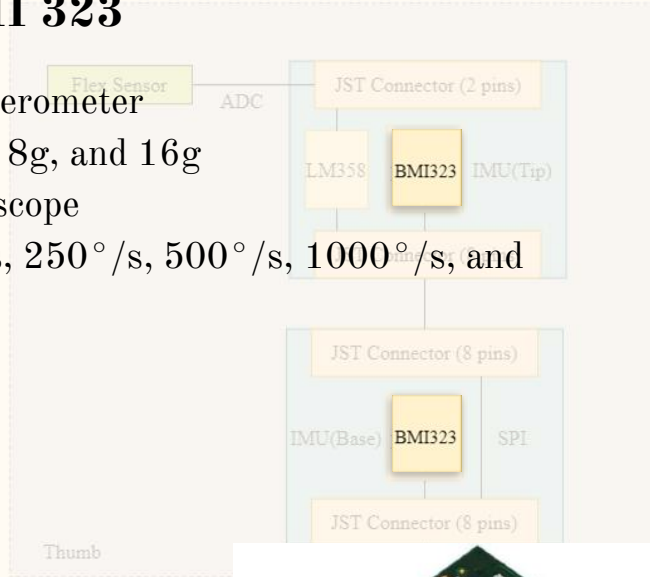 323
Flex Sensor
ADC
JST Connector (2 pins)
erometer
8g, and 16g
LM358
BMI323
IMU(Tip)
scope
, 250°/s, 500°/s, 1000°/s, and
JST Connector (8 pins)
IMU(Base)
BMI323
SPI
JST Connector (8 pins)
Thumb